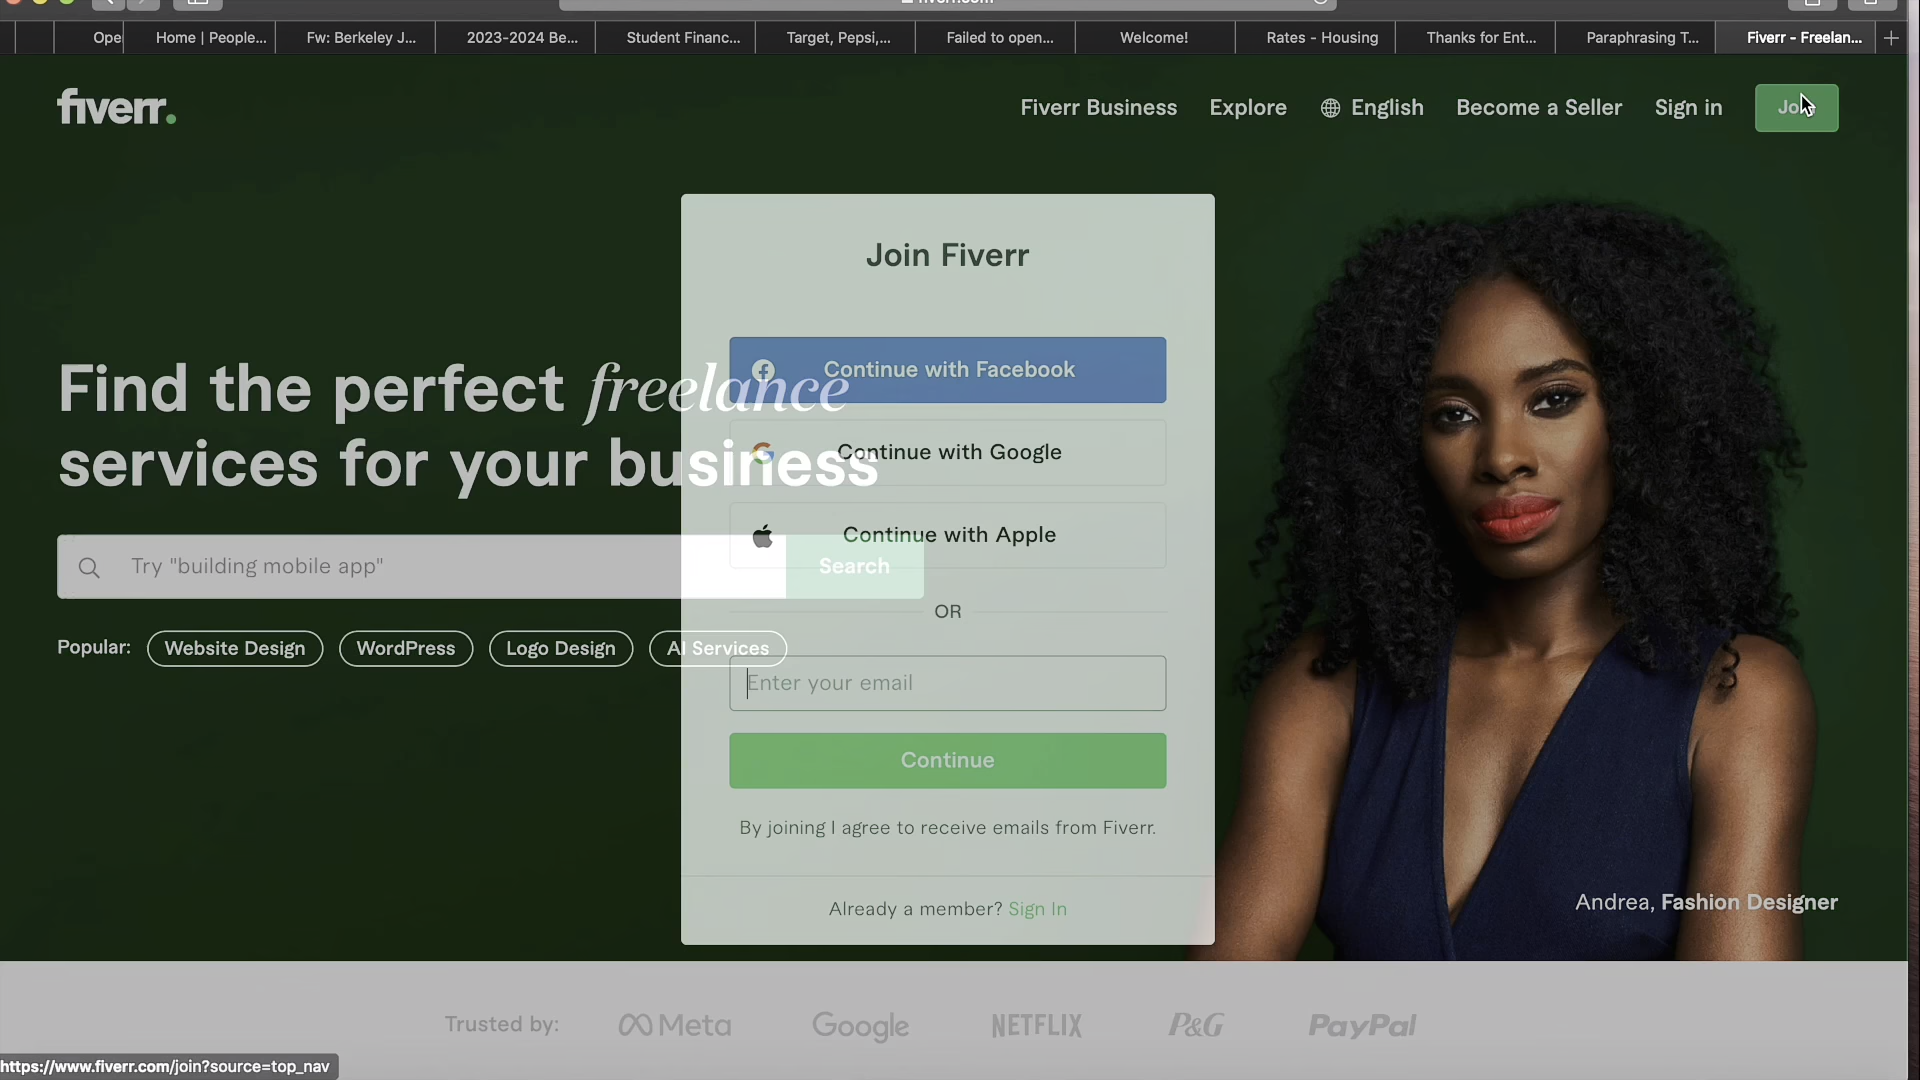 Home | People...
Fw: Berkeley J...
2023-2024 Be...
Student Financ...
Target, Pepsi,...
Failed to open...
Welcome!
Rates - Housing
Thanks for Ent...
Paraphrasing T...
Fiverr - Freelan...
fiverr.
Fiverr Business
Explore
English
Become a Seller
Sign in
Join Fiverr
Continue with Facebook
Find the perfect freelance
services for your business
Continue with Google
Continue with Apple
Try "building mobile app"
Search
OR
Popular:
Website Design
WordPress
Logo Design
AI Services
Enter your email
Continue
By joining I agree to receive emails from Fiverr.
Already a member? Sign In
Andrea, Fashion Designer
Trusted by:
Meta
Google
NETFLIX
P&G
PayPal
https://www.fiverr.com/join?source=top_nav